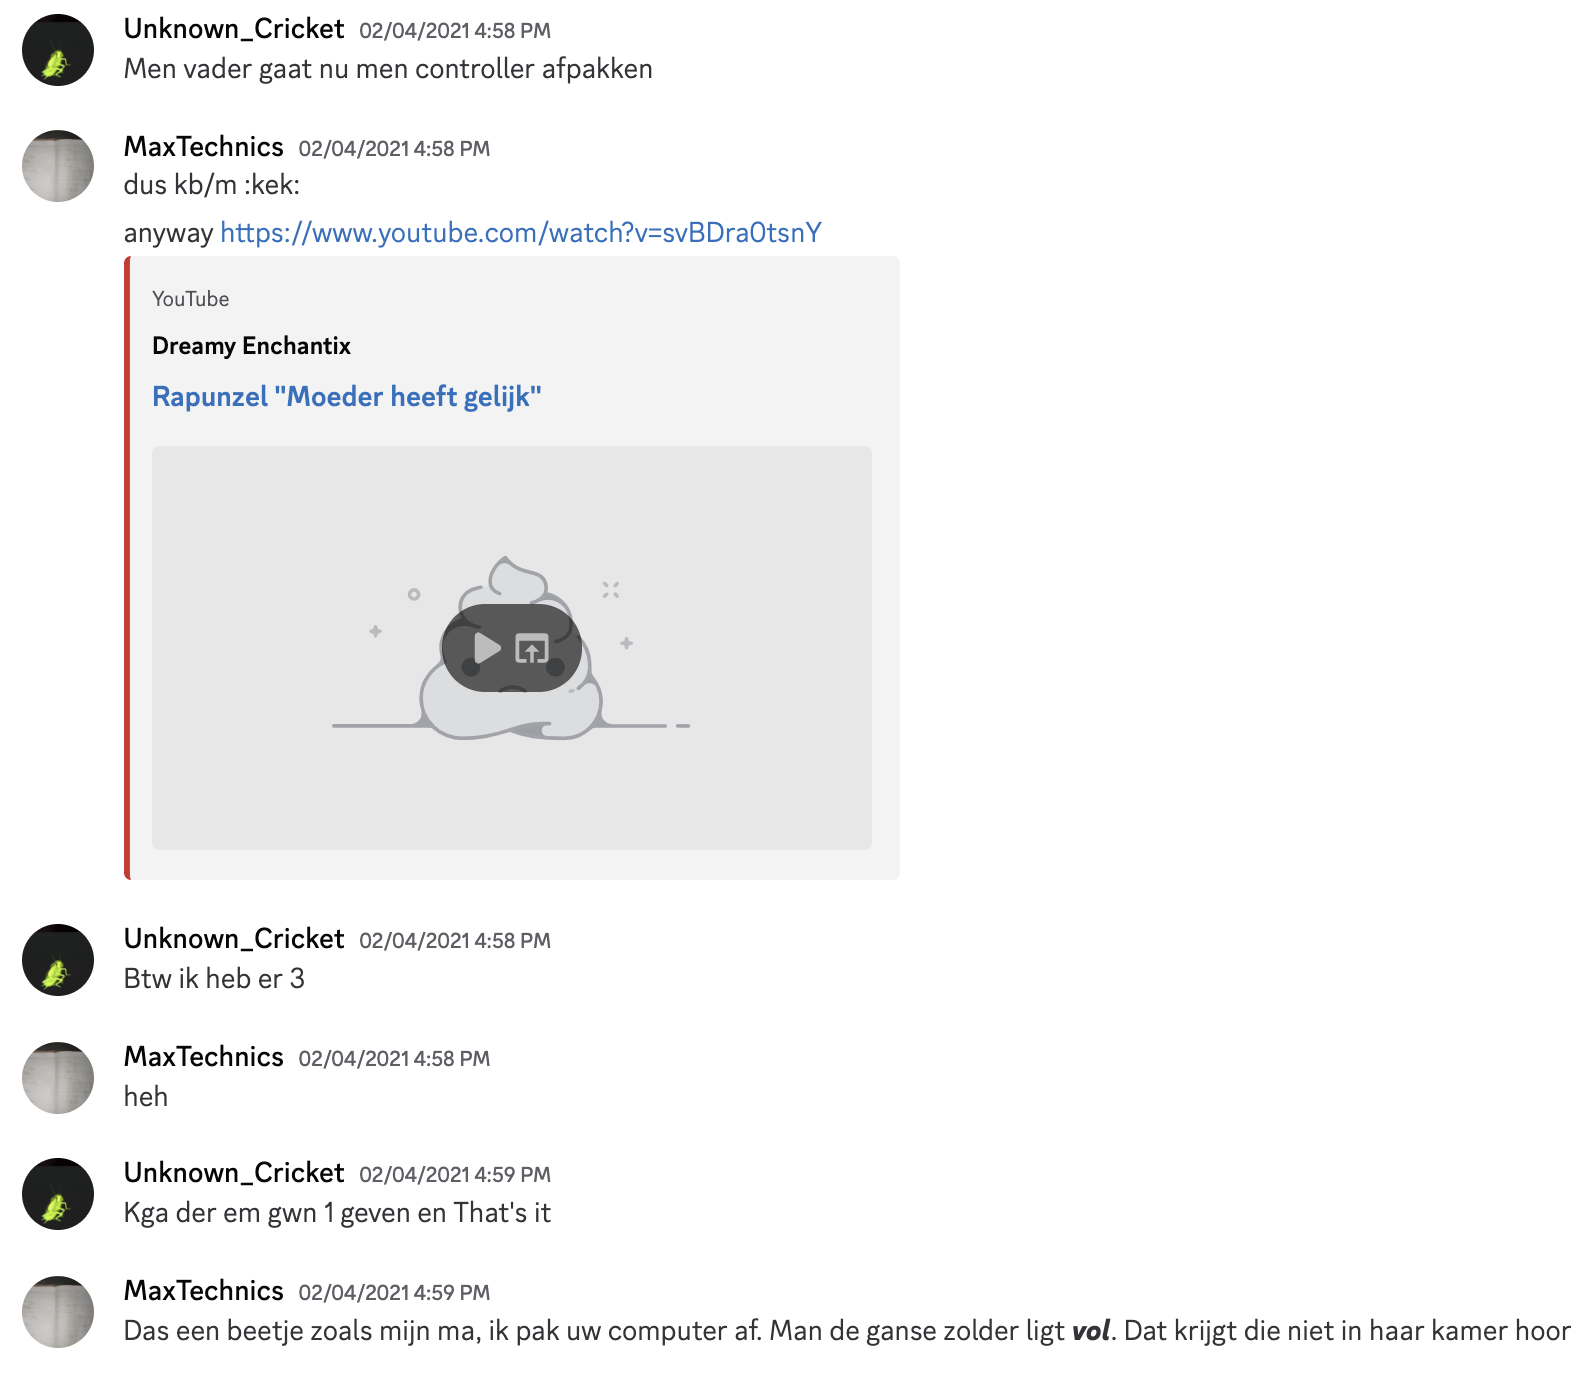 Unknown_Cricket 02/04/2021 4:58 PM
Men vader gaat nu men controller afpakken
MaxTechnics 02/04/2021 4:58 PM
dus kb/m :kek:
anyway https://www.youtube.com/watch?v=svBDra0tsnY
YouTube
Dreamy Enchantix
Rapunzel "Moeder heeft gelijk"
Unknown_Cricket 02/04/2021 4:58 PM
Btw ik heb er 3
MaxTechnics 02/04/2021 4:58 PM
heh
Unknown_Cricket 02/04/2021 4:59 PM
Kga der em gwn 1 geven en That's it
MaxTechnics 02/04/2021 4:59 PM
Das een beetje zoals mijn ma, ik pak uw computer af. Man de ganse zolder ligt vol. Dat krijgt die niet in haar kamer hoor